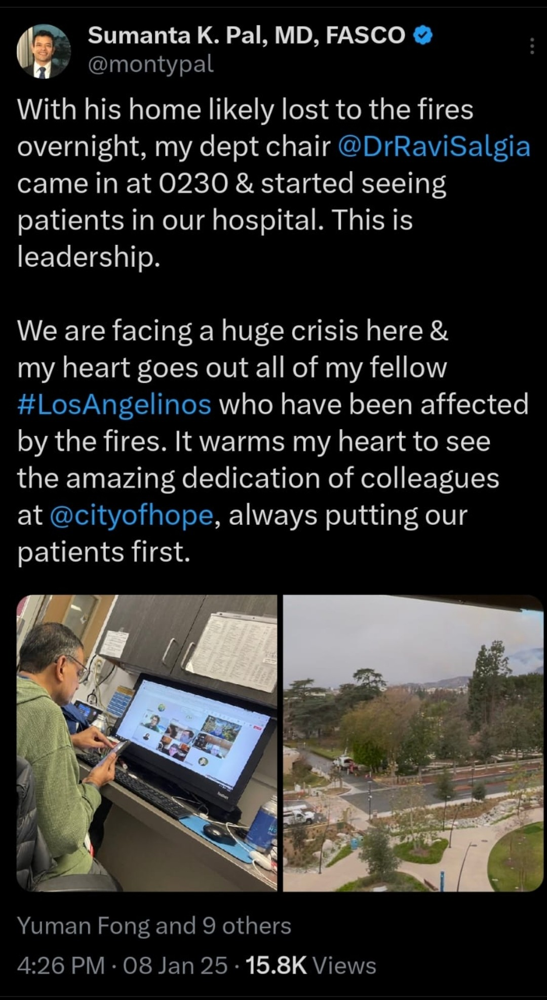 Sumanta K. Pal, MD, FASCO
@montypal
With his home likely lost to the fires
overnight, my dept chair @DrRaviSalgia
came in at 0230 & started seeing
patients in our hospital. This is
leadership.
We are facing a huge crisis here &
my heart goes out all of my fellow
#LosAngelinos who have been affected
by the fires. It warms my heart to see
the amazing dedication of colleagues
at @cityofhope, always putting our
patients first.
Yuman Fong and 9 others
4:26 PM · 08 Jan 25 · 15.8K Views